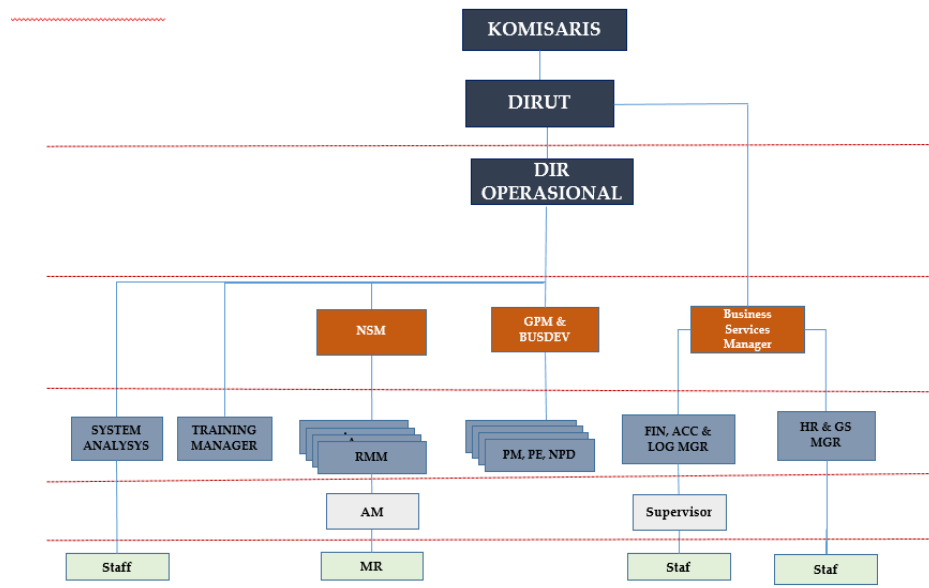 KOMISARIS
DIRUT
DIR
OPERASIONAL
NSM
GPM &
BUSDEV
Business
Services
Manager
SYSTEM
ANALYSYS
TRAINING
MANAGER
RMM
PM, PE, NPD
FIN, ACC &
LOG MGR
HR & GS
MGR
AM
Supervisor
Staff
MR
Staf
Staf